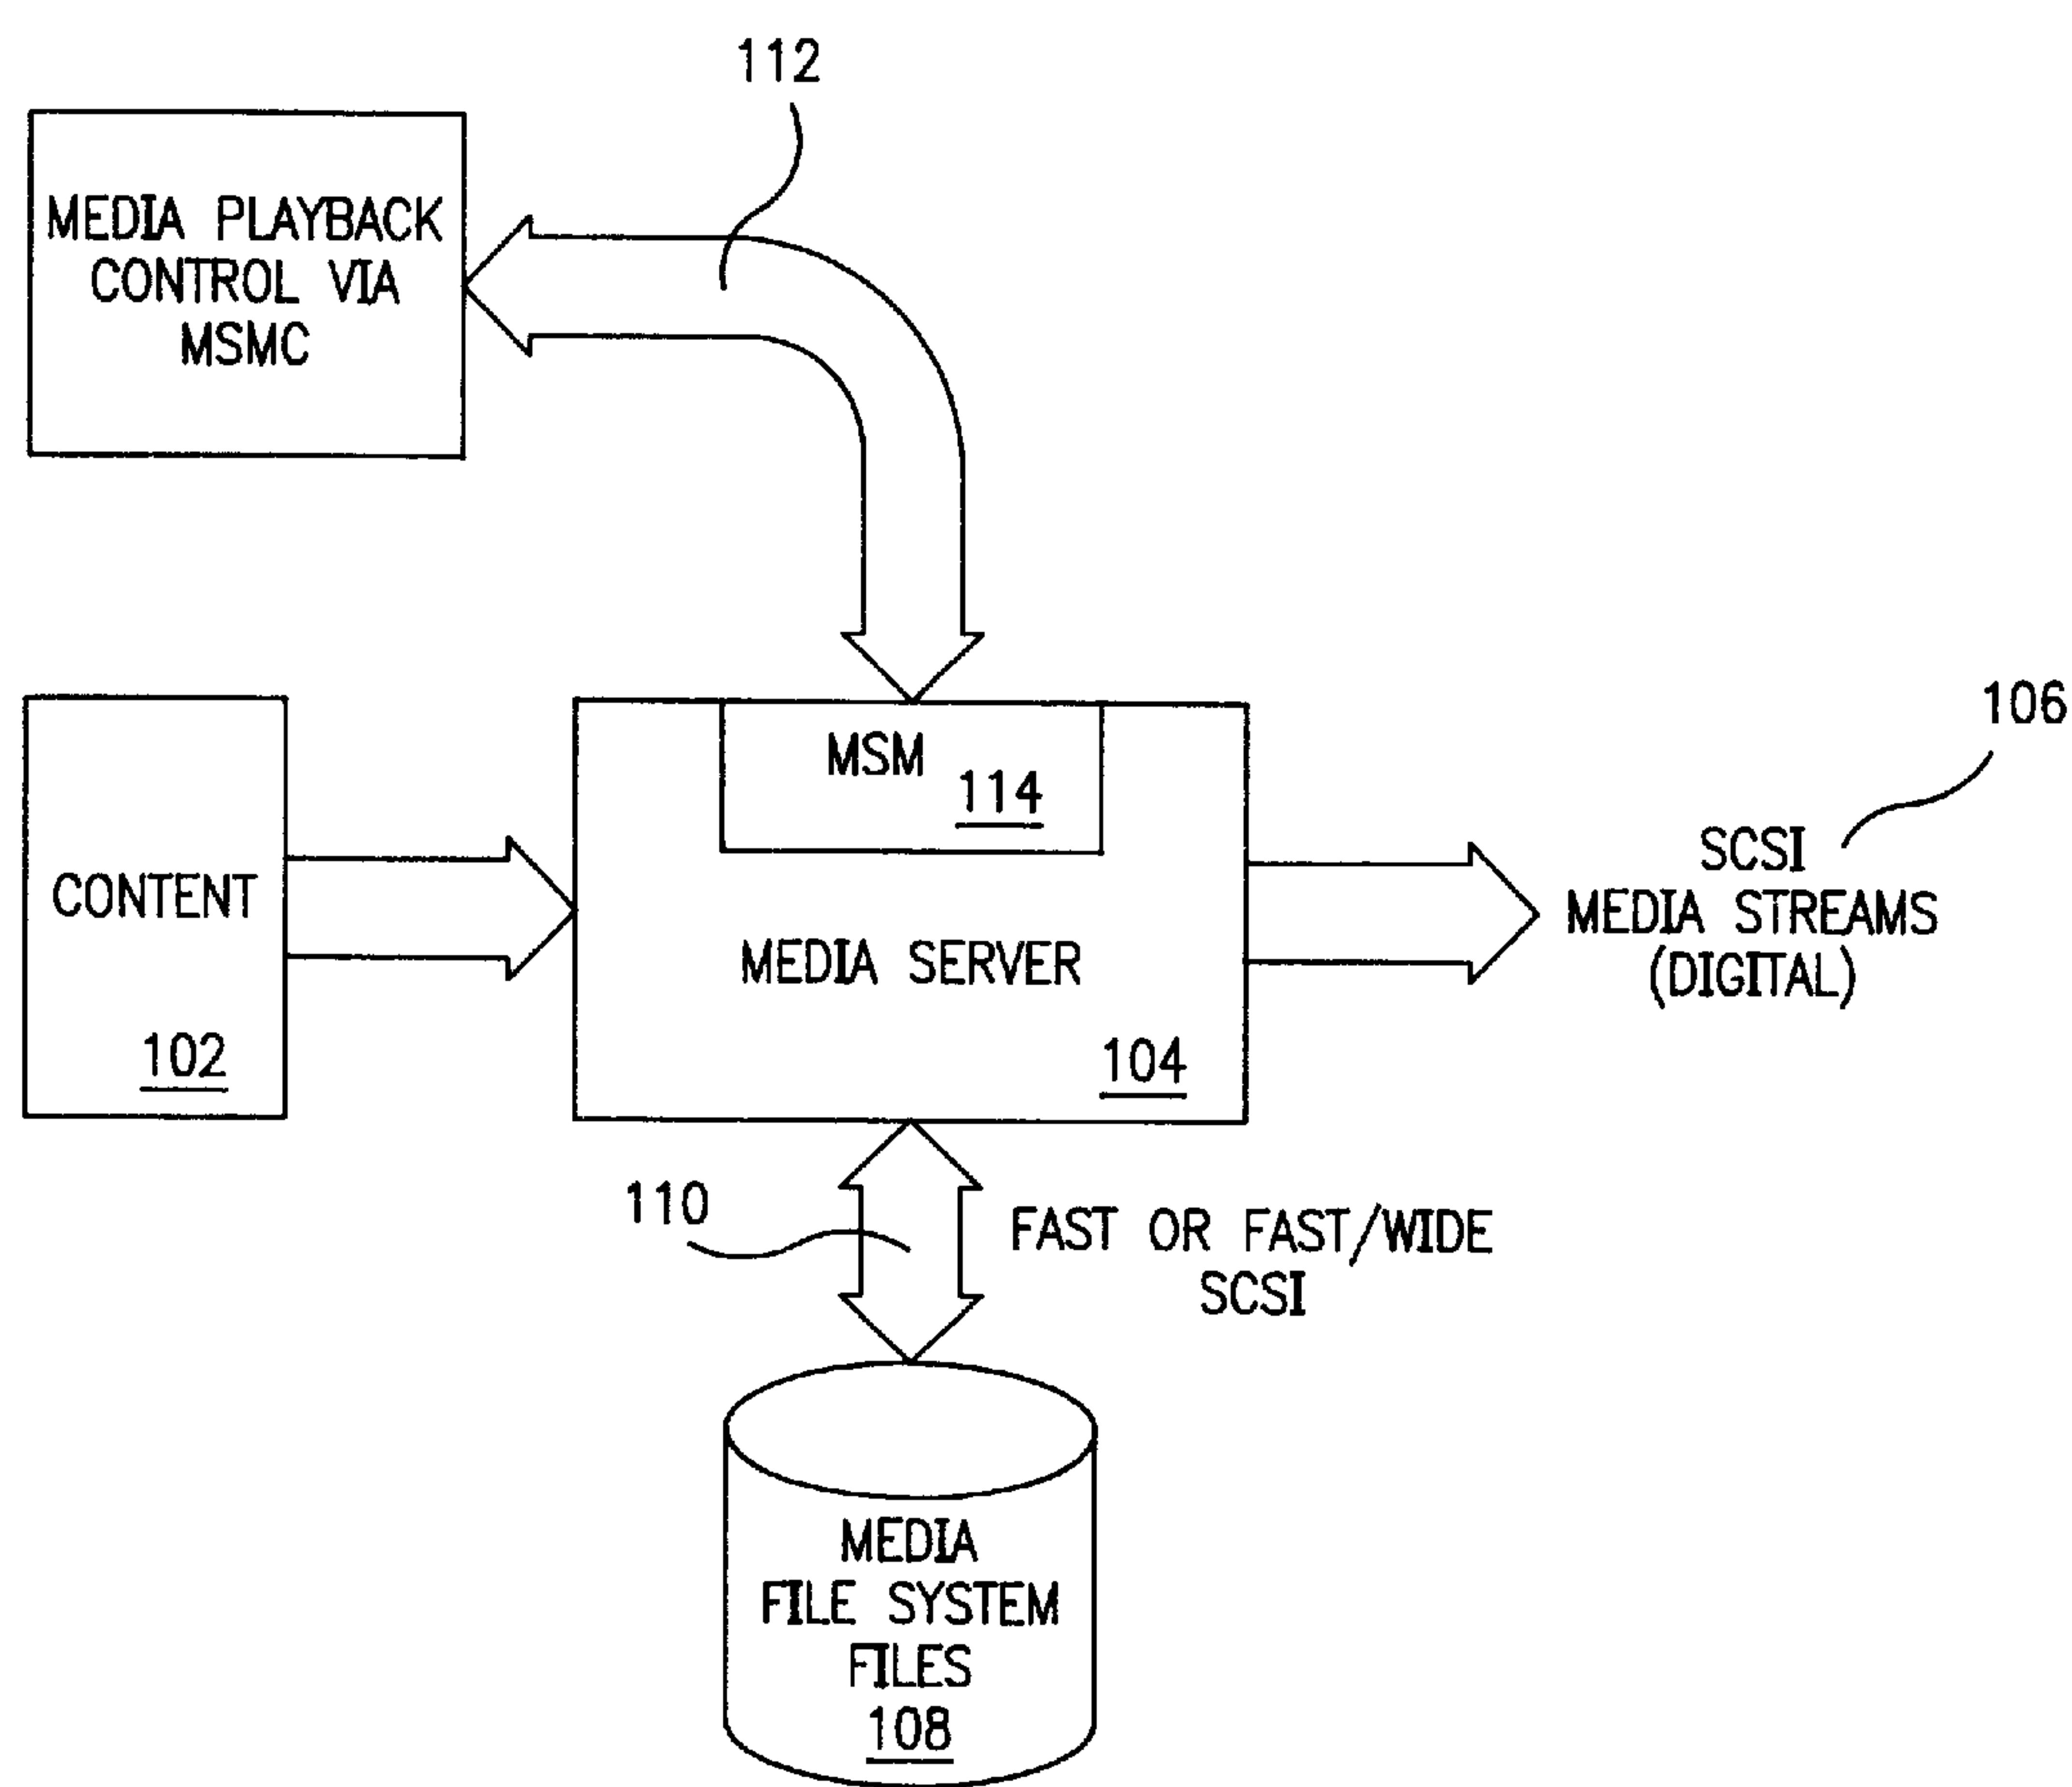 112
MEDIA PLAYBACK
CONTROL VIA
MSMC
106
MSM
114
CONTENT
102
MEDIA SERVER
104
SCSI
MEDIA STREAMS
(DIGITAL)
110
FAST OR FAST/WIDE
SCSI
MEDIA
FILE SYSTEM
FILES
108